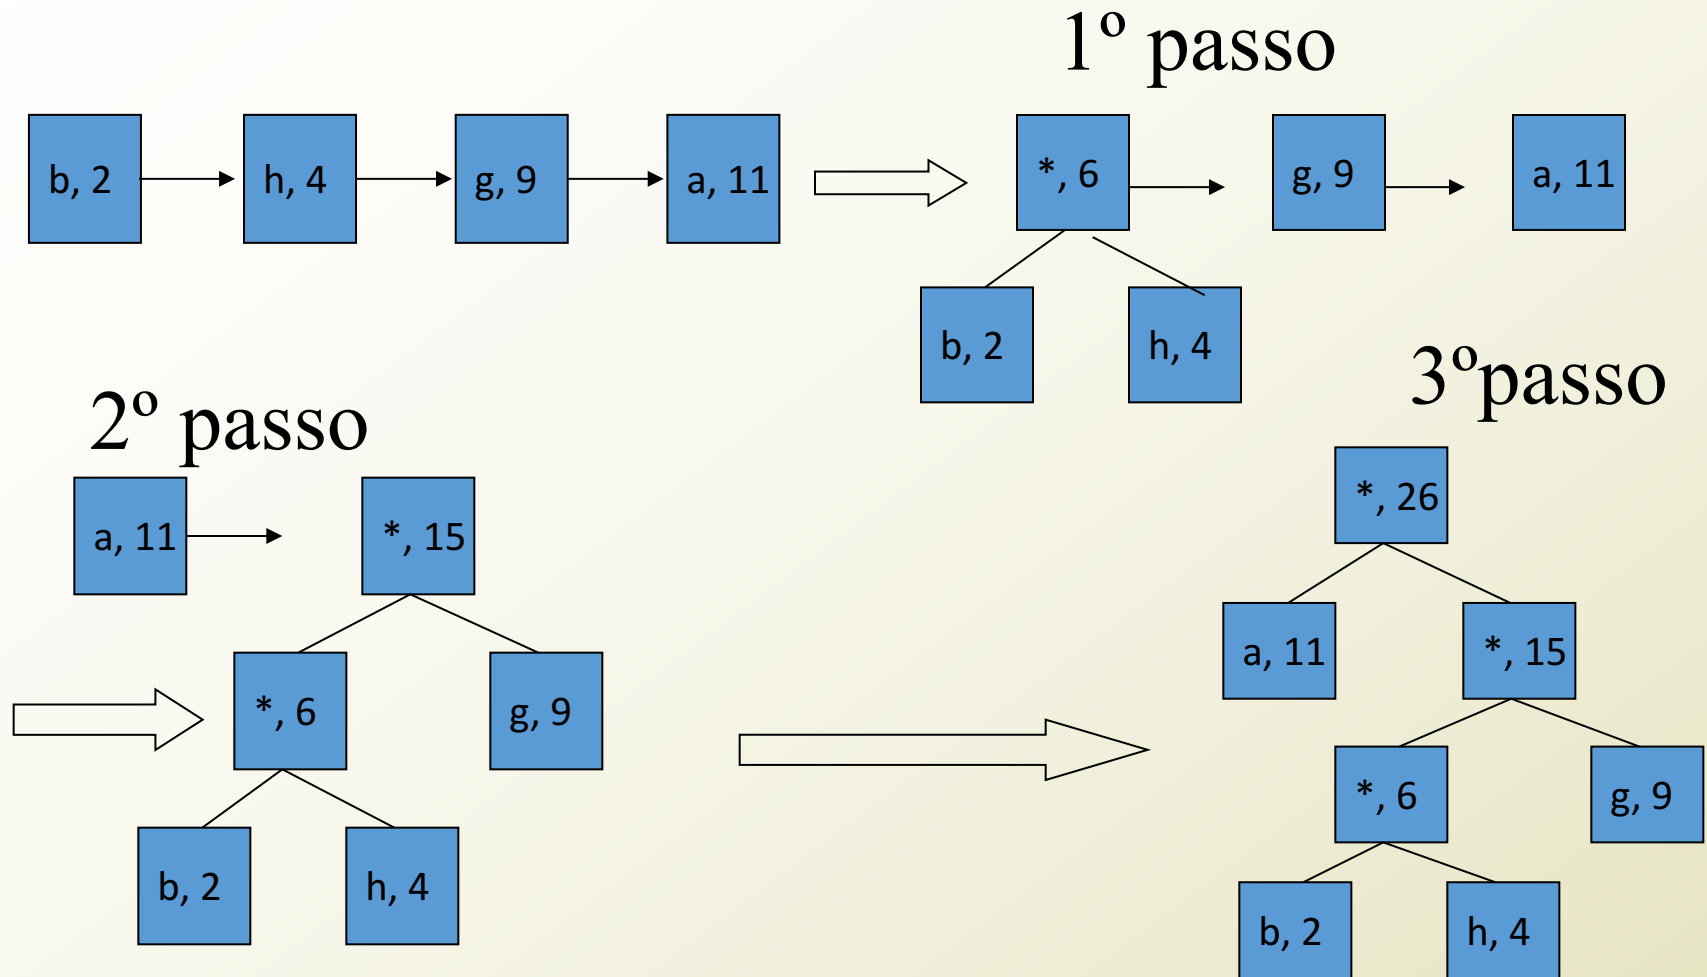 1º passo
b, 2
h, 4
g, 9
a, 11
*, 6
g, 9
a, 11
b, 2
h, 4
2º passo
a, 11
*, 15
*, 6
g, 9
b, 2
h, 4
3ºpasso
*, 26
a, 11
*, 15
*, 6
g, 9
b, 2
h, 4